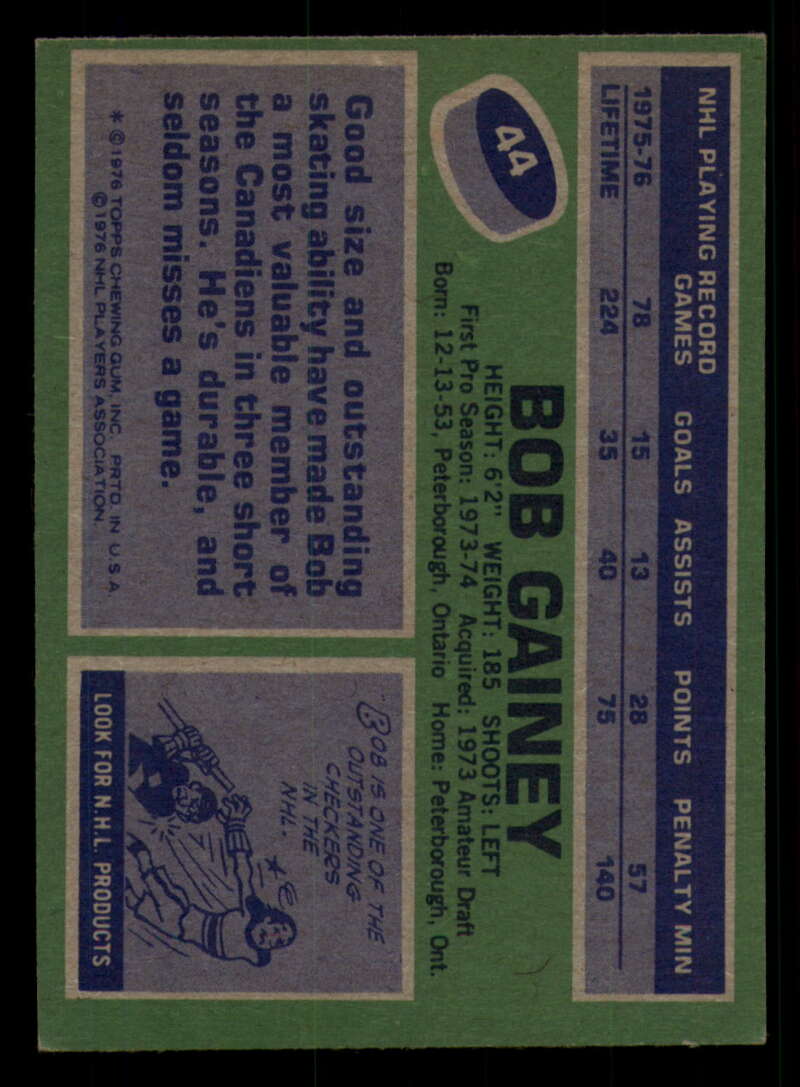 NHL PLAYING RECORD
GAMES GOALS ASSISTS POINTS PENALTY MIN
1975-76 78 15 13 28 57
LIFETIME 224 35 40 75 140
44
BOB GAINEY
HEIGHT: 6'2" WEIGHT: 185 SHOOTS: LEFT
First Pro Season: 1973-74 Acquired: 1973 Amateur Draft
Born: 12-13-53, Peterborough, Ontario Home: Peterborough, Ont.
Good size and outstanding
skating ability have made Bob
a most valuable member of
the Canadiens in three short
seasons. He's durable, and
seldom misses a game.
* © 1976 TOPPS CHEWING GUM, INC. PRTD. IN U.S.A.
© 1976 NHL PLAYERS ASSOCIATION.
BOB IS ONE OF THE
OUTSTANDING
CHECKERS
IN THE
NHL.
LOOK FOR N.H.L. PRODUCTS